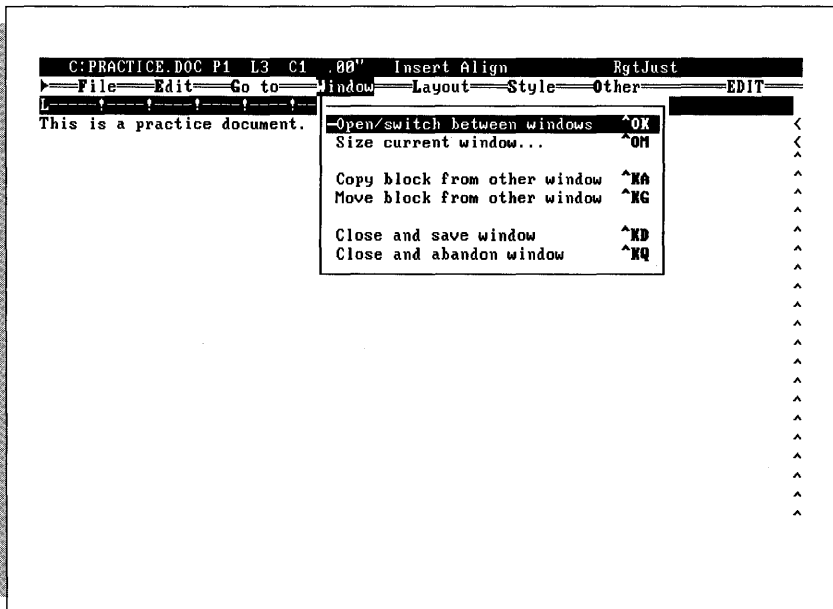 C:PRACTICE.DOC P1 L3 C1 .00" Insert Align RgtJust
File Edit Go to Window Layout Style Other EDIT
L-----!----!----!----!--
This is a practice document. <
Open/switch between windows ^OK
Size current window... ^OM <
^
Copy block from other window ^KA ^
Move block from other window ^KG ^
^
Close and save window ^KD ^
Close and abandon window ^KQ ^
^
^
^
^
^
^
^
^
^
^
^
^
^
^